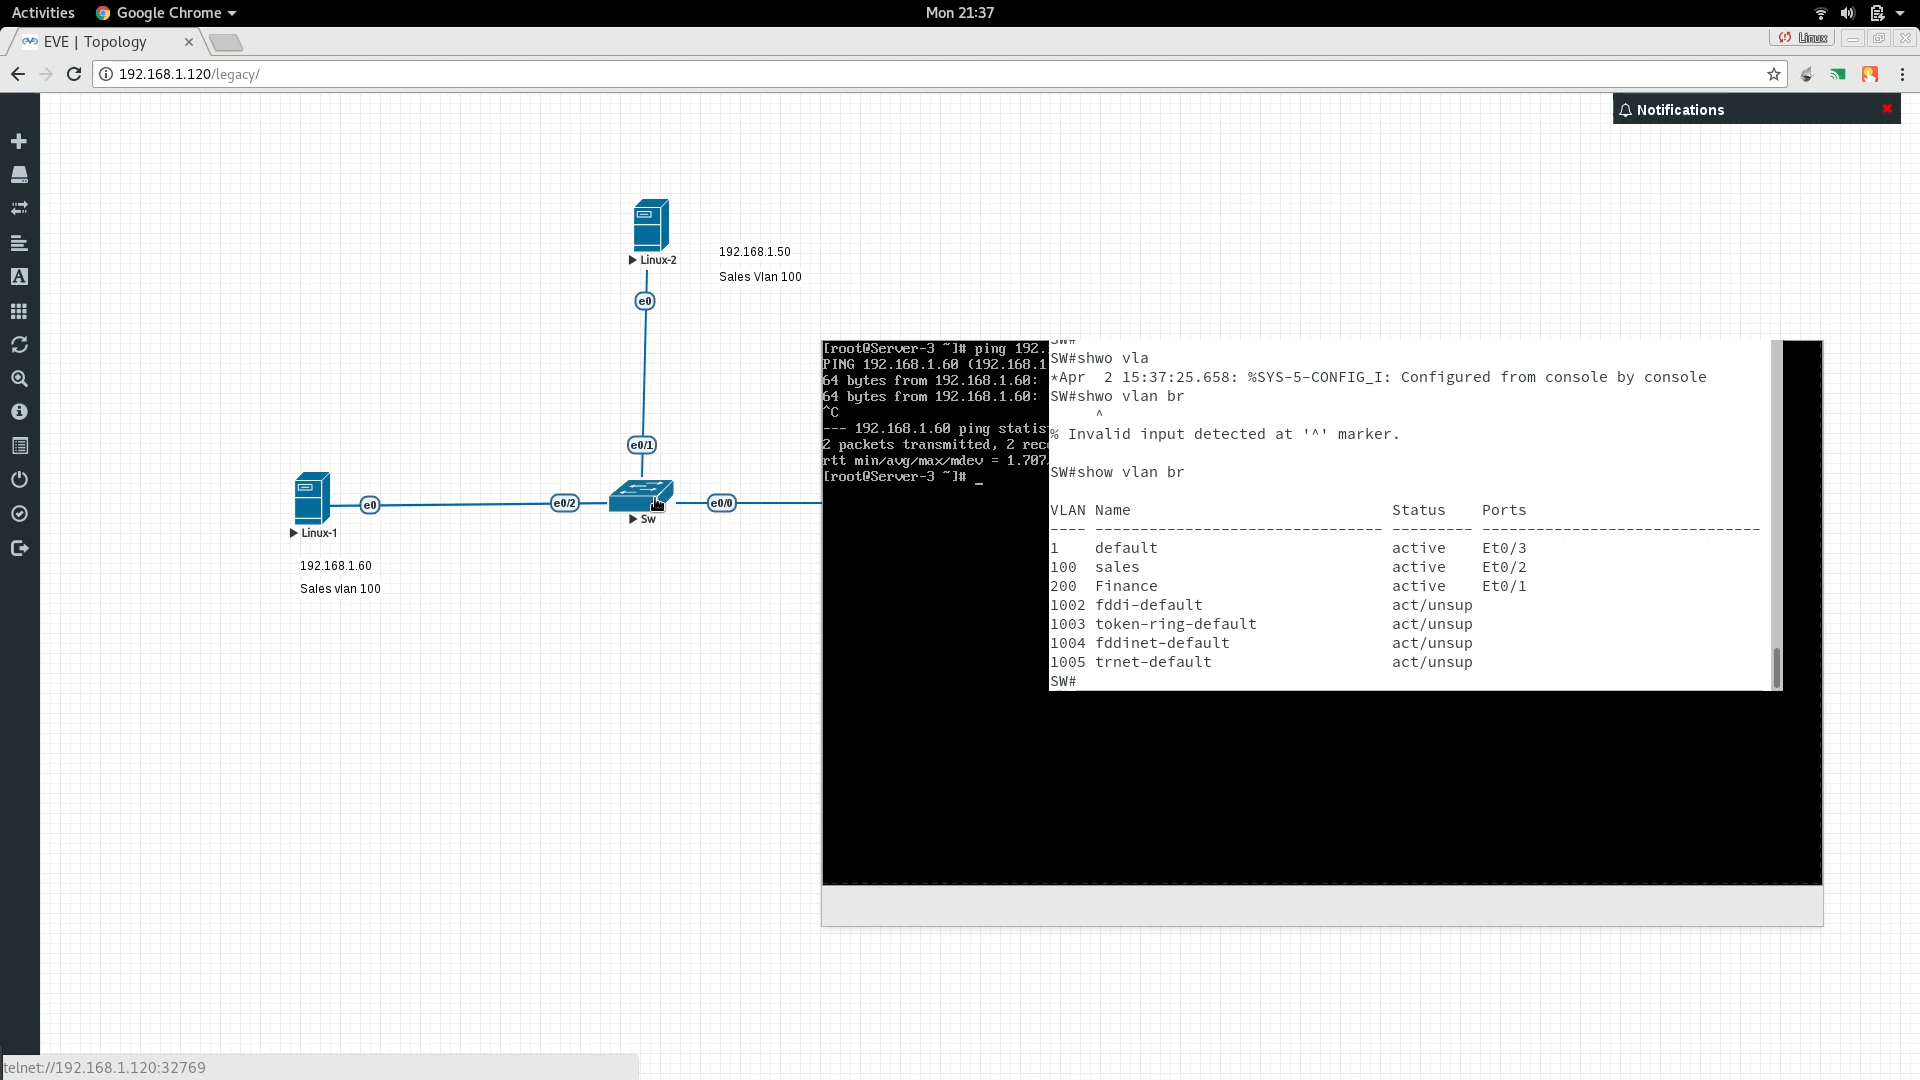 Activities Google Chrome Mon 21:37
EVE | Topology Linux
192.168.1.120/legacy/
Notifications
Linux-2
192.168.1.50
Sales Vlan 100
e0
e0/1
Linux-1
e0
e0/2
Sw
e0/0
192.168.1.60
Sales vlan 100
[root@Server-3 ~]# ping 192.
PING 192.168.1.60 (192.168.1
64 bytes from 192.168.1.60:
64 bytes from 192.168.1.60:
^C
--- 192.168.1.60 ping statis
2 packets transmitted, 2 rec
rtt min/avg/max/mdev = 1.707
[root@Server-3 ~]# _
SW#
SW#shwo vla
*Apr  2 15:37:25.658: %SYS-5-CONFIG_I: Configured from console by console
SW#shwo vlan br
^
% Invalid input detected at '^' marker.
SW#show vlan br
VLAN Name Status Ports
---- -------------------------------- --------- -------------------------------
1 default active Et0/3
100 sales active Et0/2
200 Finance active Et0/1
1002 fddi-default act/unsup
1003 token-ring-default act/unsup
1004 fddinet-default act/unsup
1005 trnet-default act/unsup
SW#
telnet://192.168.1.120:32769